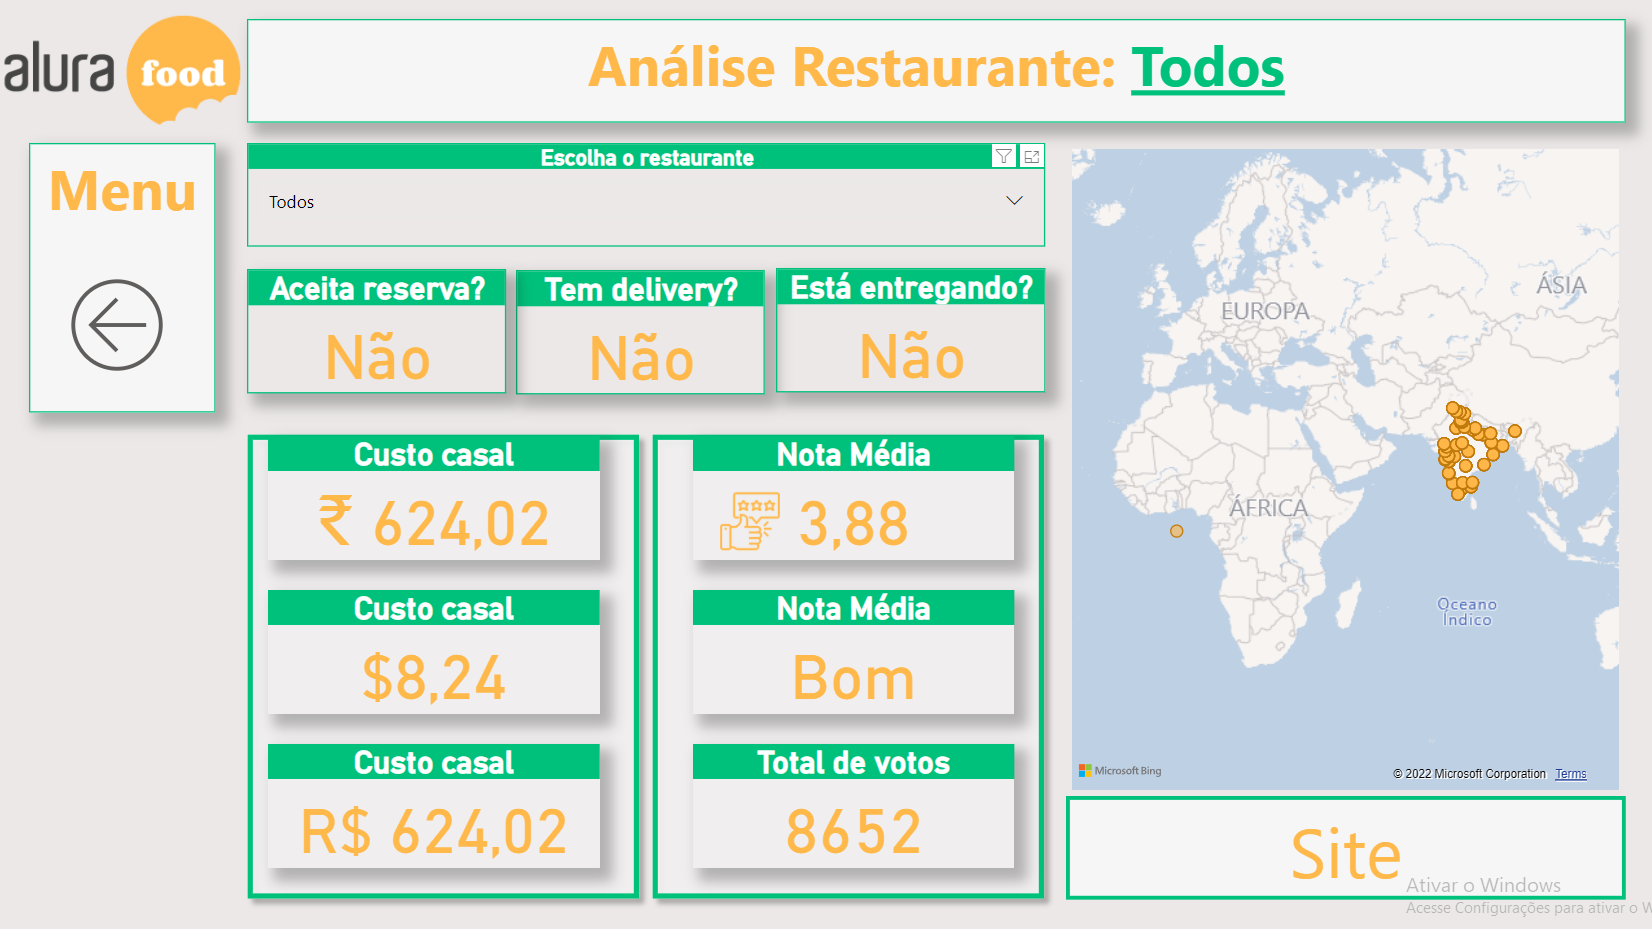 alura food
Análise Restaurante: Todos
Menu
Escolha o restaurante
Todos
Aceita reserva?
Não
Tem delivery?
Não
Está entregando?
Não
Custo casal
₹ 624,02
Custo casal
$8,24
Custo casal
R$ 624,02
Nota Média
3,88
Nota Média
Bom
Total de votos
8652
EUROPA
ÁSIA
ÁFRICA
Oceano
Índico
Microsoft Bing
© 2022 Microsoft Corporation Terms
Site
Ativar o Windows
Acesse Configurações para ativar o W